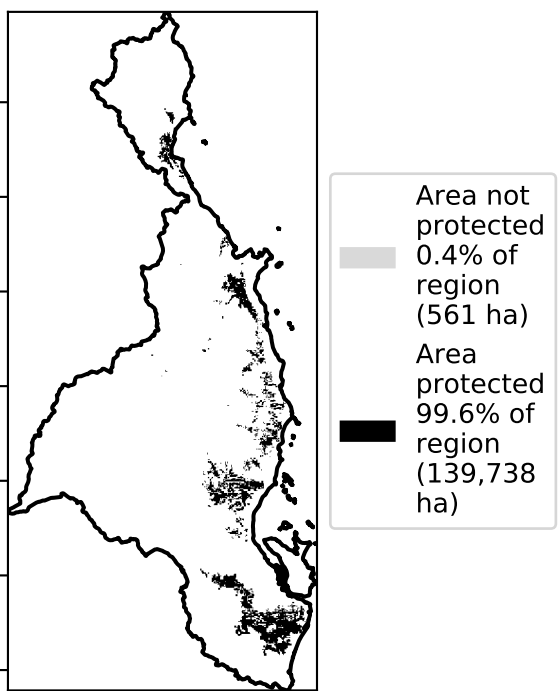 Area not
protected
0.4% of
region
(561 ha)
Area
protected
99.6% of
region
(139,738
ha)